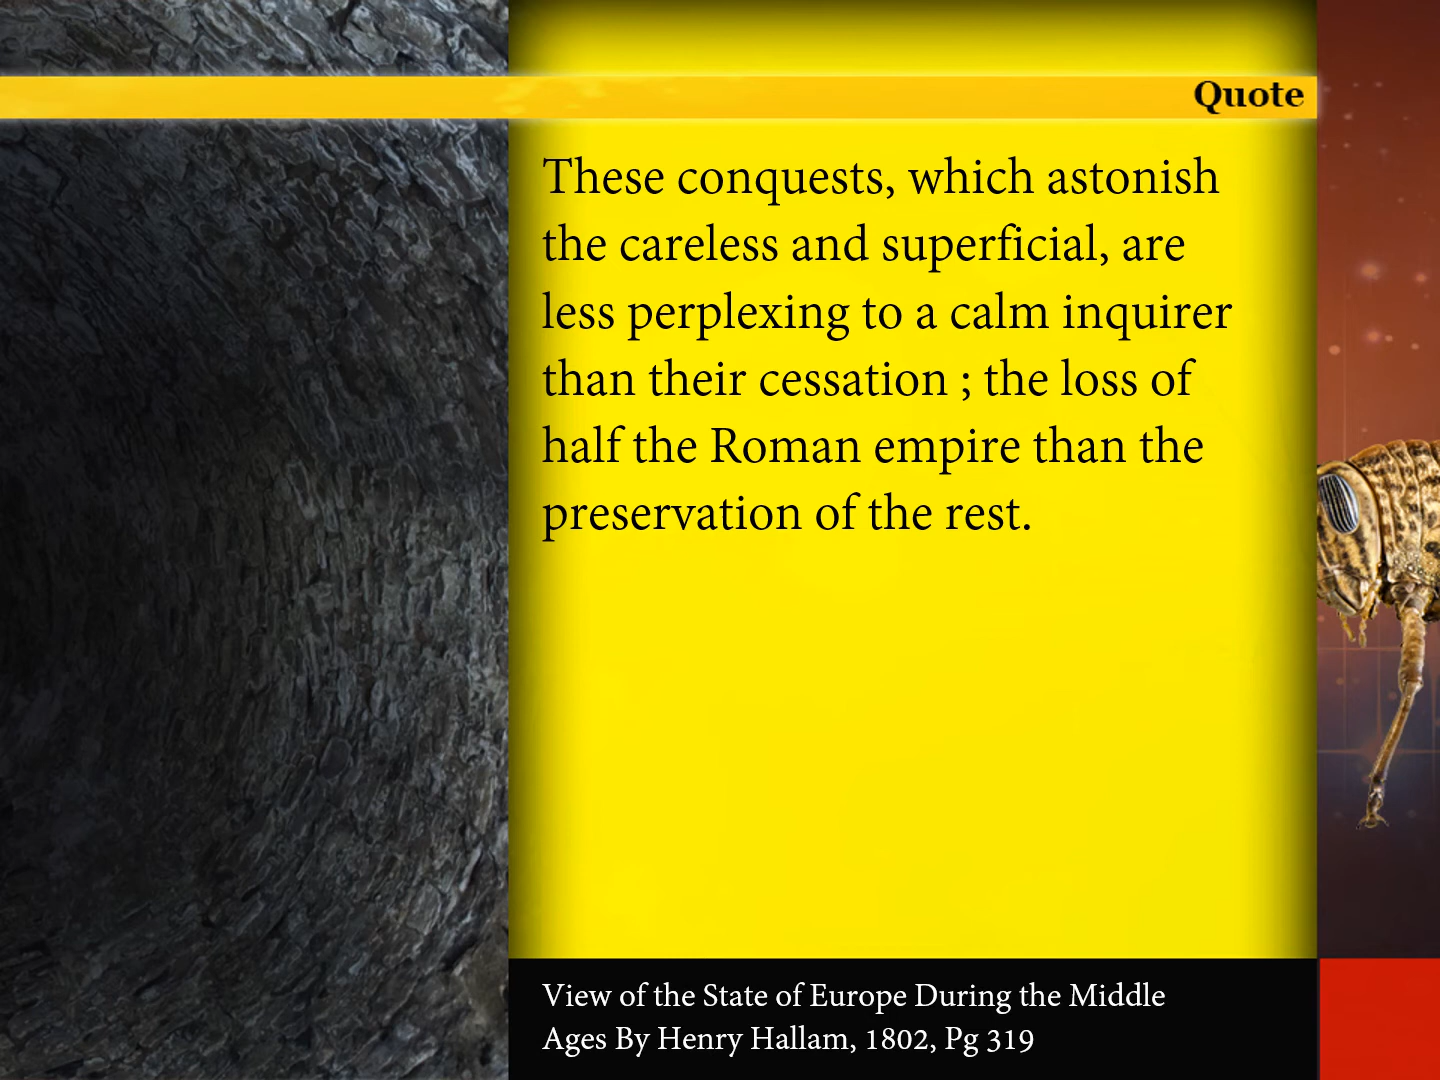 Quote
These conquests, which astonish
the careless and superficial, are
less perplexing to a calm inquirer
than their cessation ; the loss of
half the Roman empire than the
preservation of the rest.
View of the State of Europe During the Middle
Ages By Henry Hallam, 1802, Pg 319